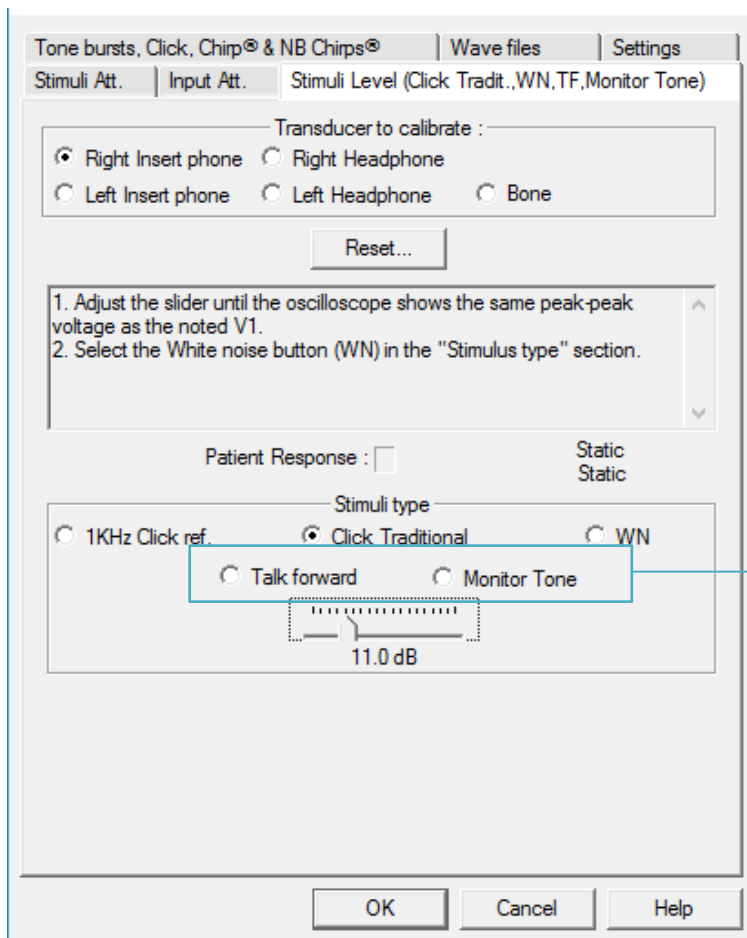 Tone bursts, Click, Chirp® & NB Chirps® Wave files Settings
Stimuli Att. Input Att. Stimuli Level (Click Tradit.,WN,TF,Monitor Tone)
Transducer to calibrate :
Right Insert phone Right Headphone
Left Insert phone Left Headphone Bone
Reset...
1. Adjust the slider until the oscilloscope shows the same peak-peak
voltage as the noted V1.
2. Select the White noise button (WN) in the "Stimulus type" section.
Patient Response :
Static
Static
Stimuli type
1KHz Click ref. Click Traditional WN
Talk forward Monitor Tone
11.0 dB
OK Cancel Help